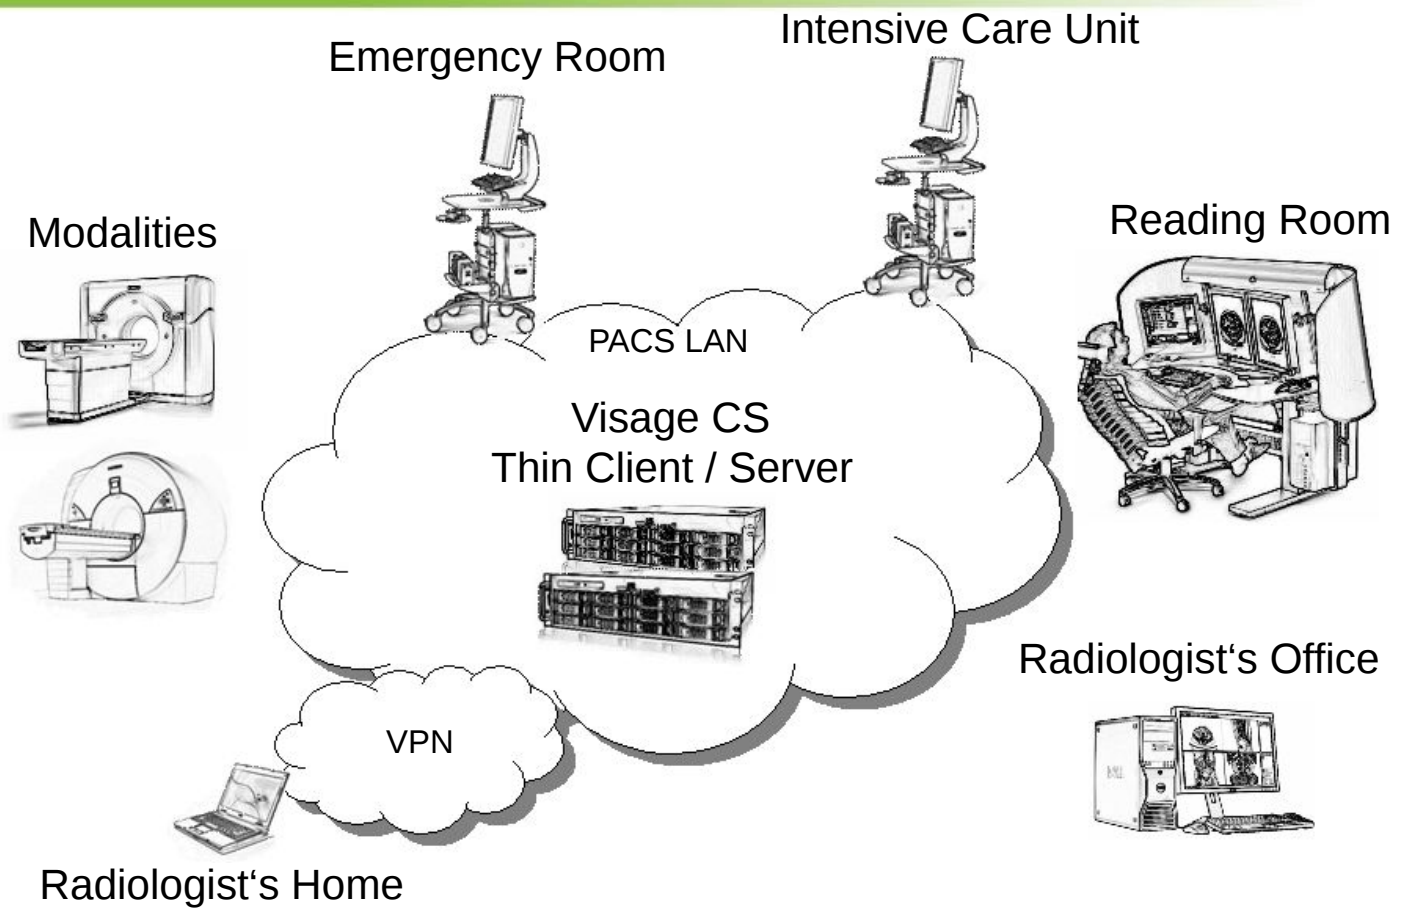 Intensive Care Unit
Emergency Room
Modalities
Reading Room
PACS LAN
Visage CS
Thin Client / Server
Radiologist‘s Office
VPN
DELL
Radiologist‘s Home